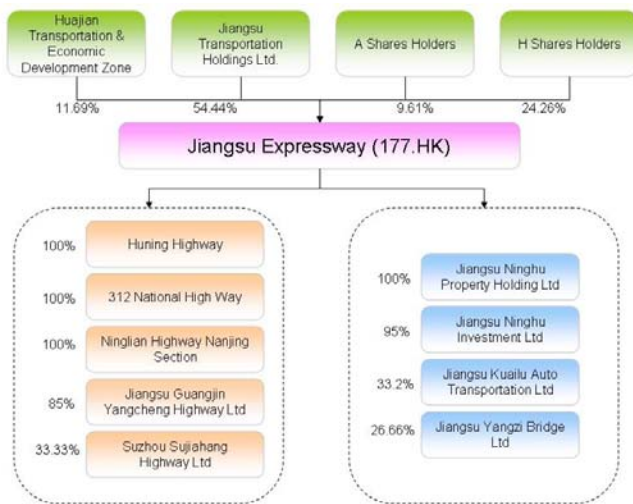 Huajian
Transportation &
Economic
Development Zone
Jiangsu
Transportation
Holdings Ltd.
A Shares Holders
H Shares Holders
11.69%
54.44%
9.61%
24.26%
Jiangsu Expressway (177.HK)
100%
Huning Highway
100%
312 National High Way
100%
Ninglian Highway Nanjing
Section
85%
Jiangsu Guangjin
Yangcheng Highway Ltd
33.33%
Suzhou Sujiahang
Highway Ltd
100%
Jiangsu Ninghu
Property Holding Ltd
95%
Jiangsu Ninghu
Investment Ltd
33.2%
Jiangsu Kuailu Auto
Transportation Ltd
26.66%
Jiangsu Yangzi Bridge
Ltd